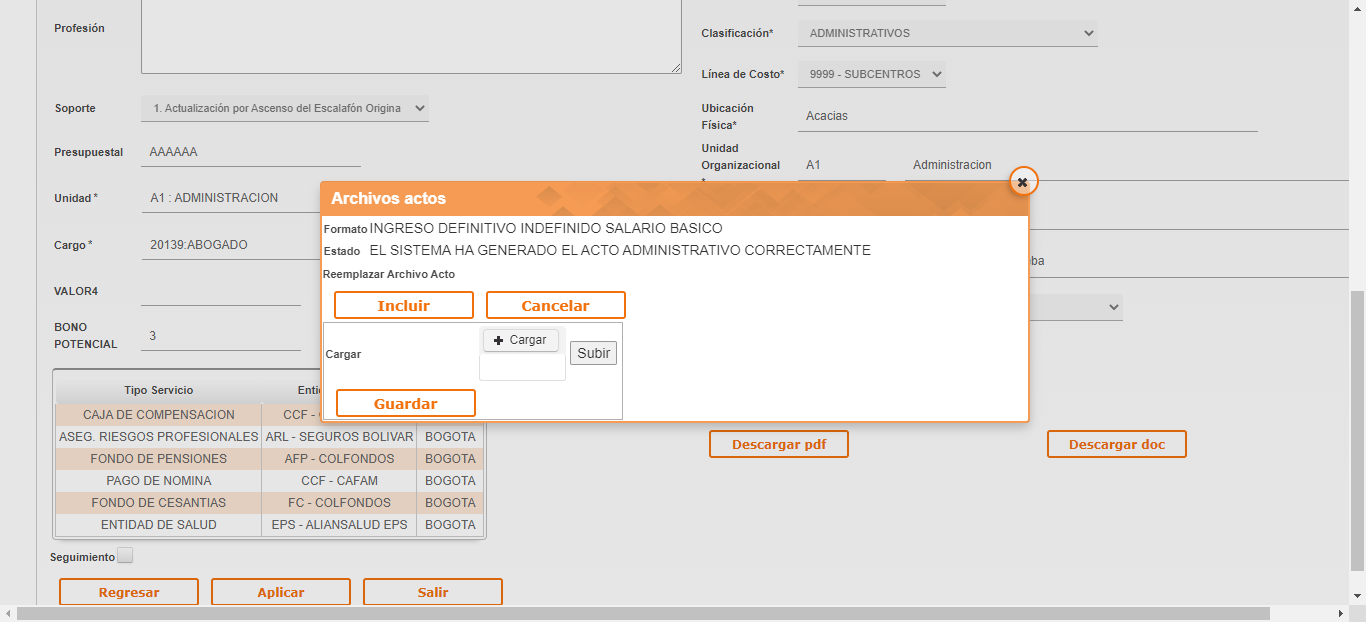 Profesión
Clasificación*
ADMINISTRATIVOS
Línea de Costo*
9999 - SUBCENTROS
Soporte
1. Actualización por Ascenso del Escalafón Origina
Ubicación
Física*
Acacias
Presupuestal
AAAAAA
Unidad
Organizacional
*
A1
Administracion
Unidad *
A1 : ADMINISTRACION
Cargo *
20139:ABOGADO
VALOR4
BONO
POTENCIAL
3
Archivos actos
Formato INGRESO DEFINITIVO INDEFINIDO SALARIO BASICO
Estado EL SISTEMA HA GENERADO EL ACTO ADMINISTRATIVO CORRECTAMENTE
Reemplazar Archivo Acto
Incluir
Cancelar
Cargar
Cargar
Subir
Guardar
Tipo Servicio
CAJA DE COMPENSACION CCF -
ASEG. RIESGOS PROFESIONALES ARL - SEGUROS BOLIVAR BOGOTA
FONDO DE PENSIONES AFP - COLFONDOS BOGOTA
PAGO DE NOMINA CCF - CAFAM BOGOTA
FONDO DE CESANTIAS FC - COLFONDOS BOGOTA
ENTIDAD DE SALUD EPS - ALIANSALUD EPS BOGOTA
Descargar pdf
Descargar doc
Seguimiento
Regresar
Aplicar
Salir